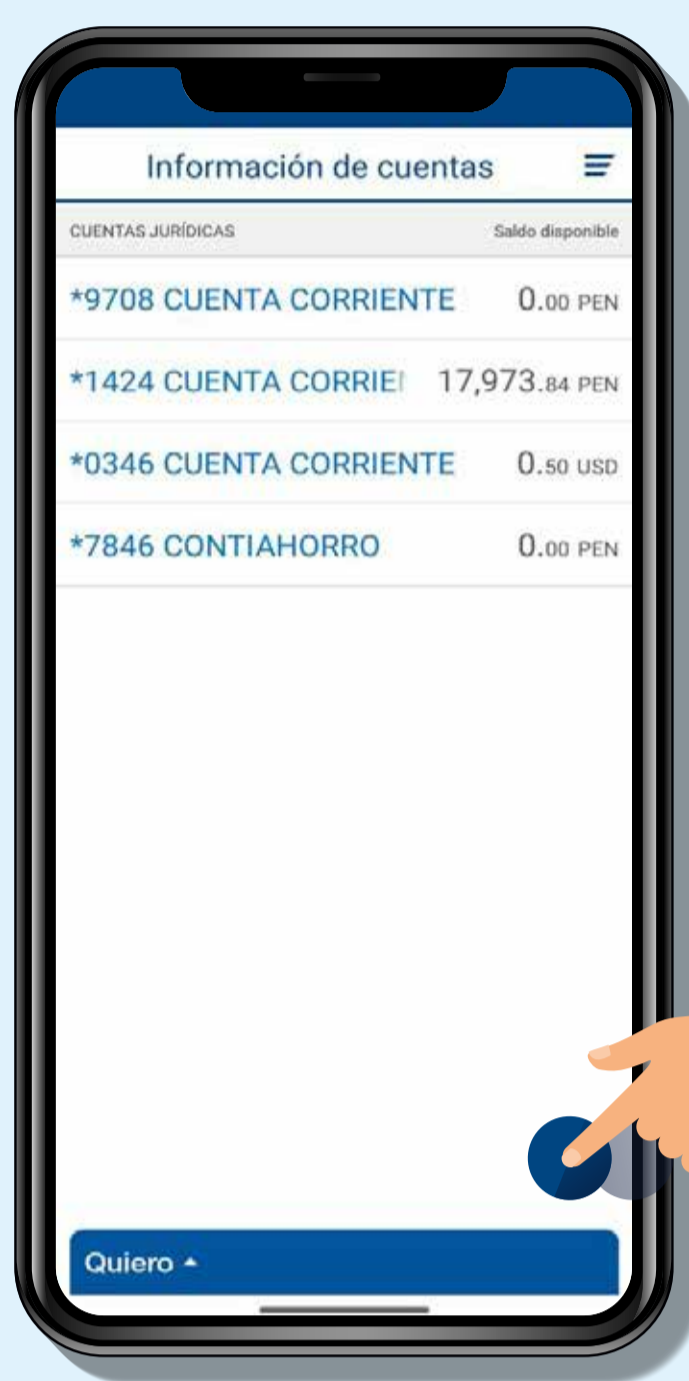 Información de cuentas
CUENTAS JURÍDICAS Saldo disponible
*9708 CUENTA CORRIENTE 0.00 PEN
*1424 CUENTA CORRIE 17,973.84 PEN
*0346 CUENTA CORRIENTE 0.50 USD
*7846 CONTIAHORRO 0.00 PEN
Quiero